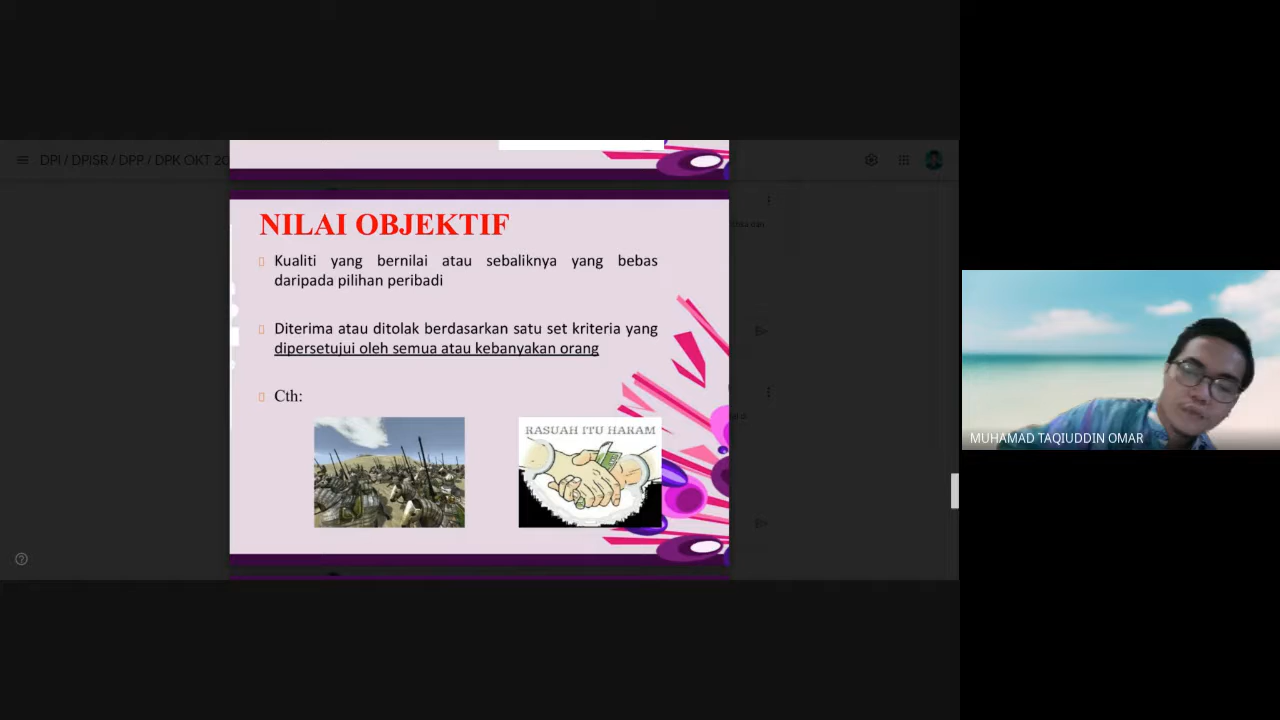 DPI / DPISR / DPP / DPK OKT 20
NILAI OBJEKTIF
Kualiti yang bernilai atau sebaliknya yang bebas
daripada pilihan peribadi
Diterima atau ditolak berdasarkan satu set kriteria yang
dipersetujui oleh semua atau kebanyakan orang
Cth:
RASUAH ITU HARAM
MUHAMAD TAQIUDDIN OMAR